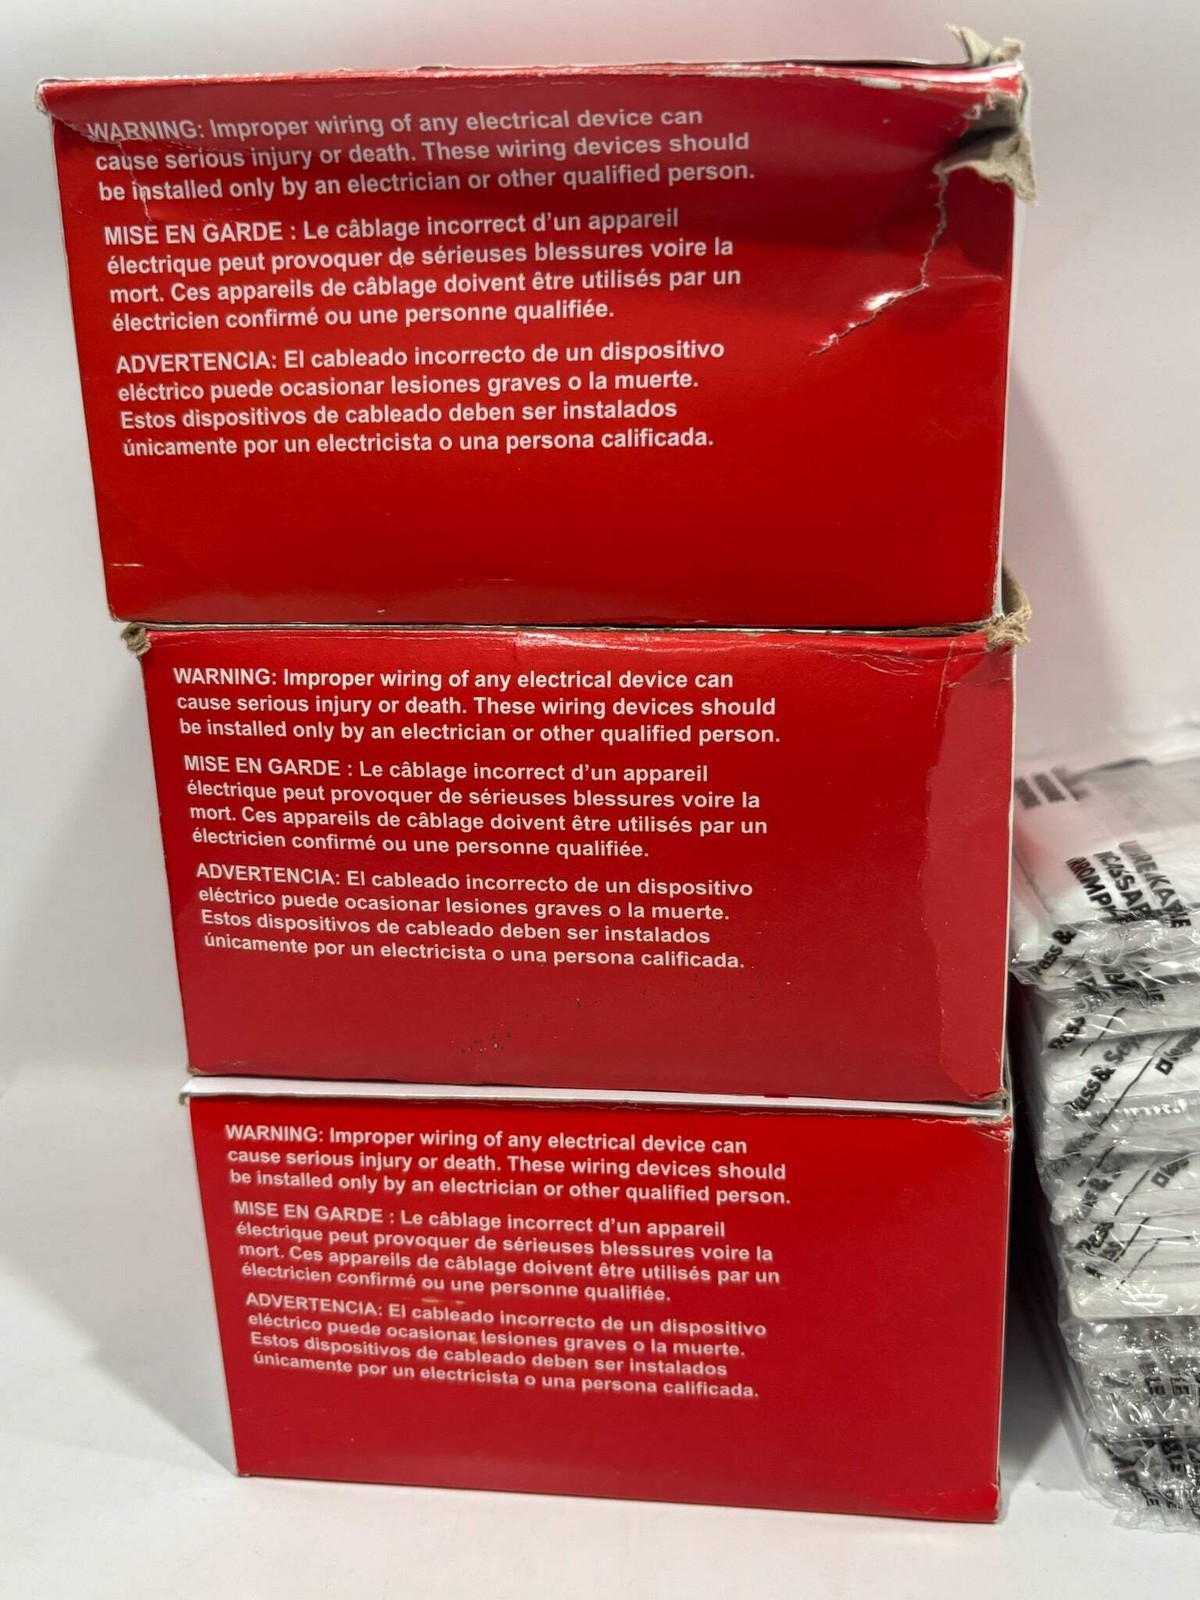 WARNING: Improper wiring of any electrical device can
cause serious injury or death. These wiring devices should
be installed only by an electrician or other qualified person.
MISE EN GARDE : Le câblage incorrect d'un appareil
électrique peut provoquer de sérieuses blessures voire la
mort. Ces appareils de câblage doivent être utilisés par un
électricien confirmé ou une personne qualifiée.
ADVERTENCIA: El cableado incorrecto de un dispositivo
eléctrico puede ocasionar lesiones graves o la muerte.
Estos dispositivos de cableado deben ser instalados
únicamente por un electricista o una persona calificada.
WARNING: Improper wiring of any electrical device can
cause serious injury or death. These wiring devices should
be installed only by an electrician or other qualified person.
MISE EN GARDE : Le câblage incorrect d'un appareil
électrique peut provoquer de sérieuses blessures voire la
mort. Ces appareils de câblage doivent être utilisés par un
électricien confirmé ou une personne qualifiée.
ADVERTENCIA: El cableado incorrecto de un dispositivo
eléctrico puede ocasionar lesiones graves o la muerte.
Estos dispositivos de cableado deben ser instalados
únicamente por un electricista o una persona calificada.
WARNING: Improper wiring of any electrical device can
cause serious injury or death. These wiring devices should
be installed only by an electrician or other qualified person.
MISE EN GARDE : Le câblage incorrect d'un appareil
électrique peut provoquer de sérieuses blessures voire la
mort. Ces appareils de câblage doivent être utilisés par un
électricien confirmé ou une personne qualifiée.
ADVERTENCIA: El cableado incorrecto de un dispositivo
eléctrico puede ocasionar lesiones graves o la muerte.
Estos dispositivos de cableado deben ser instalados
únicamente por un electricista o una persona calificada.
Pass &
Pass & Sey